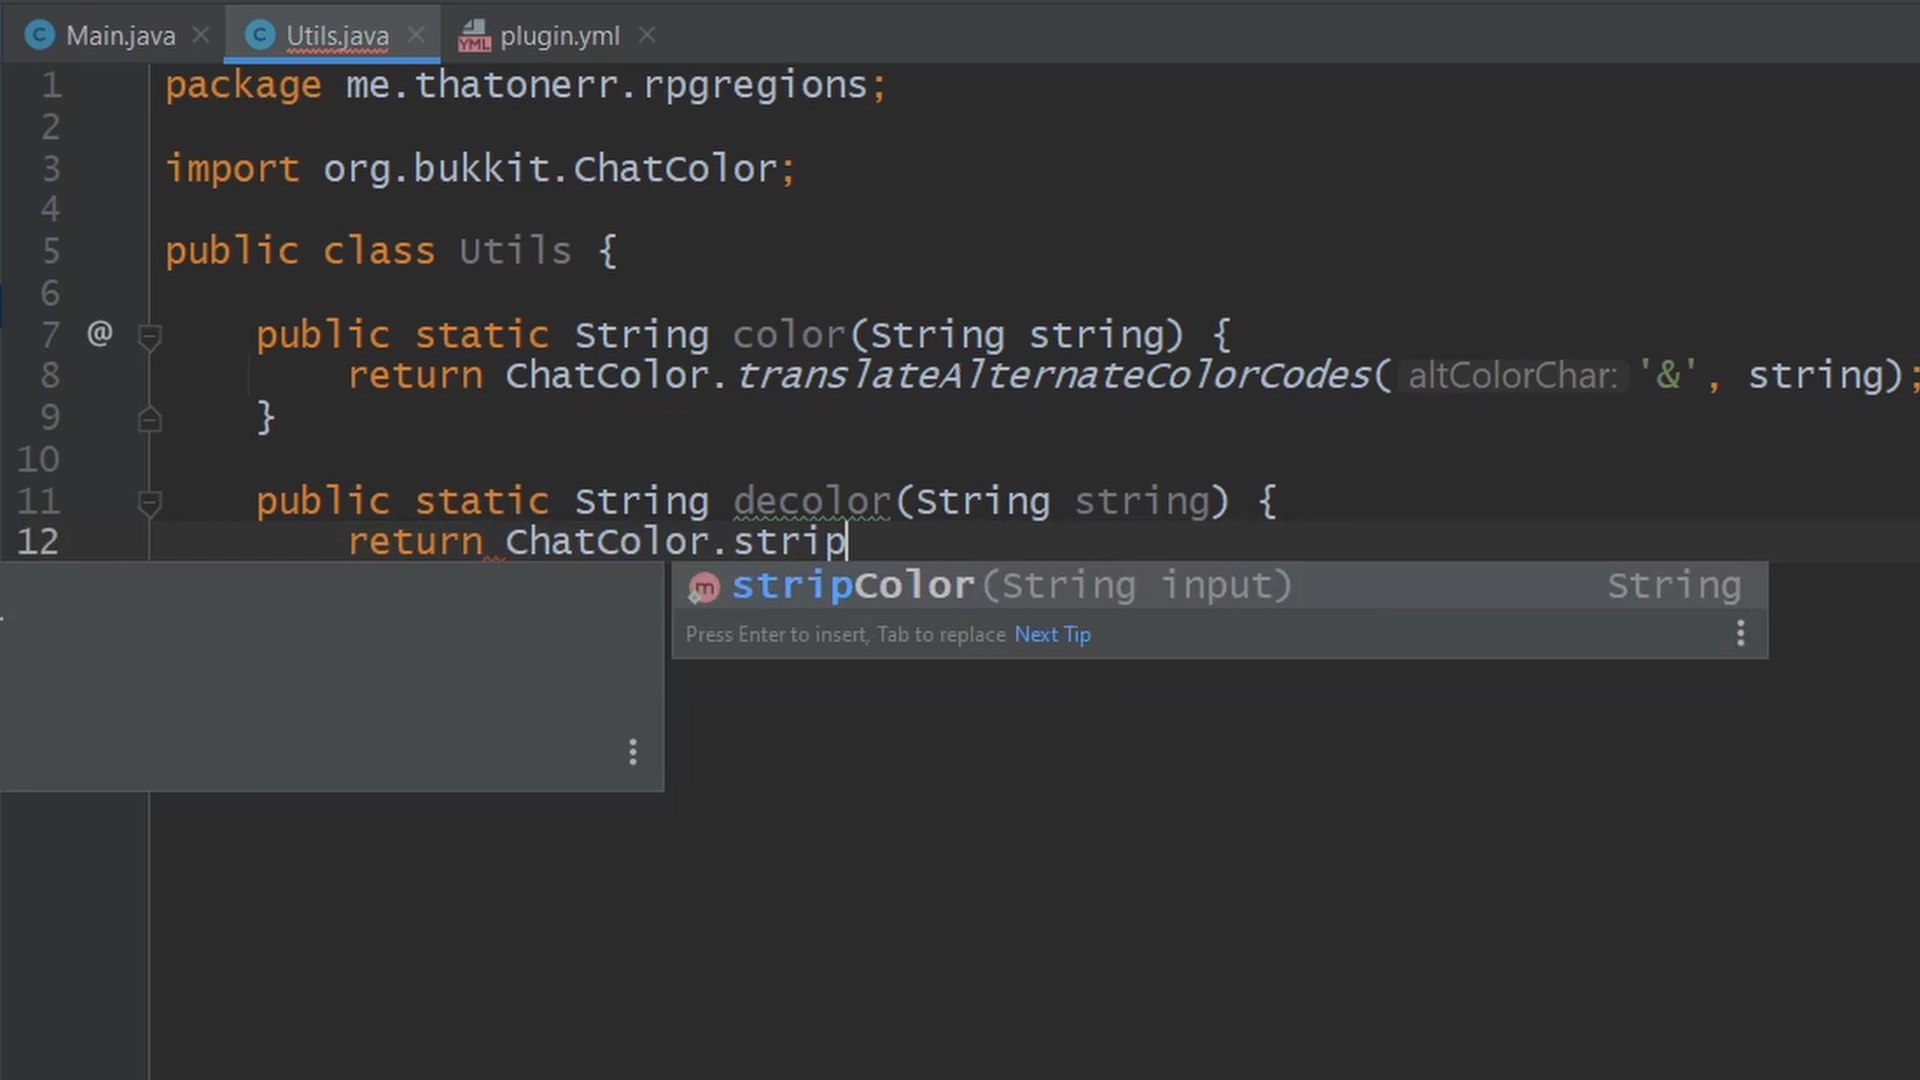 Main.java Utils.java YML plugin.yml
1 package me.thatonerr.rpgregions;
2
3 import org.bukkit.ChatColor;
4
5 public class Utils {
6
7 @ public static String color(String string) {
8 return ChatColor.translateAlternateColorCodes( altColorChar: '&', string);
9 }
10
11 public static String decolor(String string) {
12 return ChatColor.strip
m stripColor(String input) String
Press Enter to insert, Tab to replace Next Tip